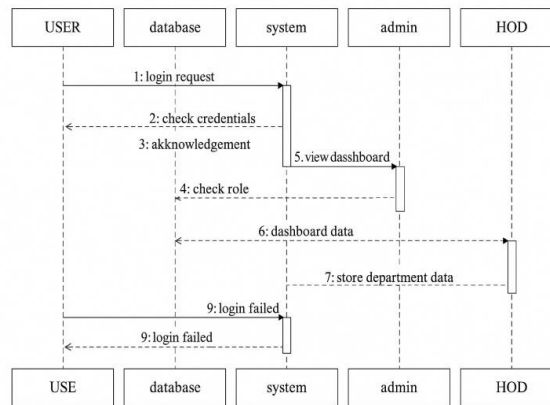 USER database system admin HOD
1: login request
2: check credentials
3: akknowledgement
5. view dasshboard
4: check role
6: dashboard data
7: store department data
9: login failed
9: login failed
USE database system admin HOD